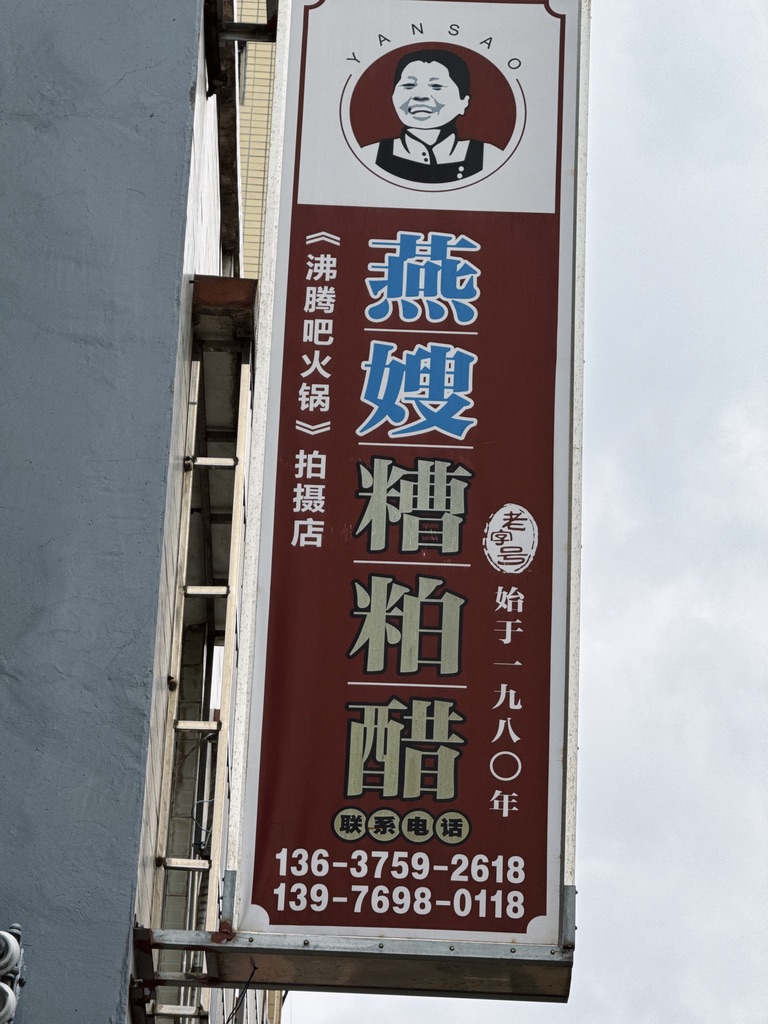 YANSAO
燕嫂糟粕醋
《沸腾吧火锅》拍摄店
老字号
始于一九八〇年
联系电话
136-3759-2618
139-7698-0118